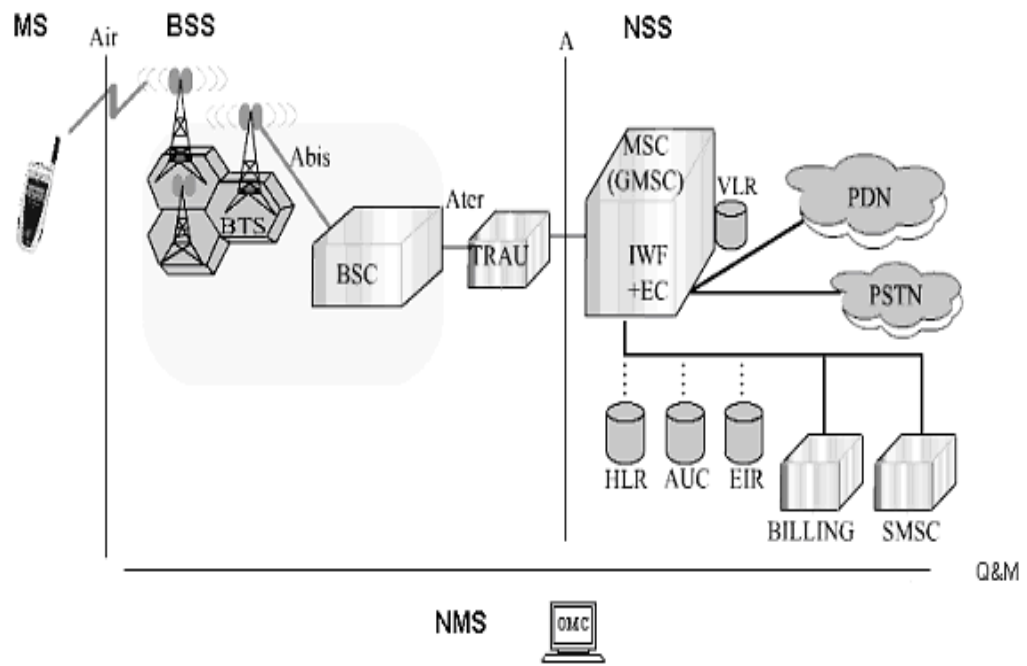 MS
BSS
NSS
Air
A
Abis
Ater
BTS
BSC
TRAU
MSC
(GMSC)
VLR
IWF
+EC
PDN
PSTN
HLR
AUC
EIR
BILLING
SMSC
Q&M
NMS
OMC